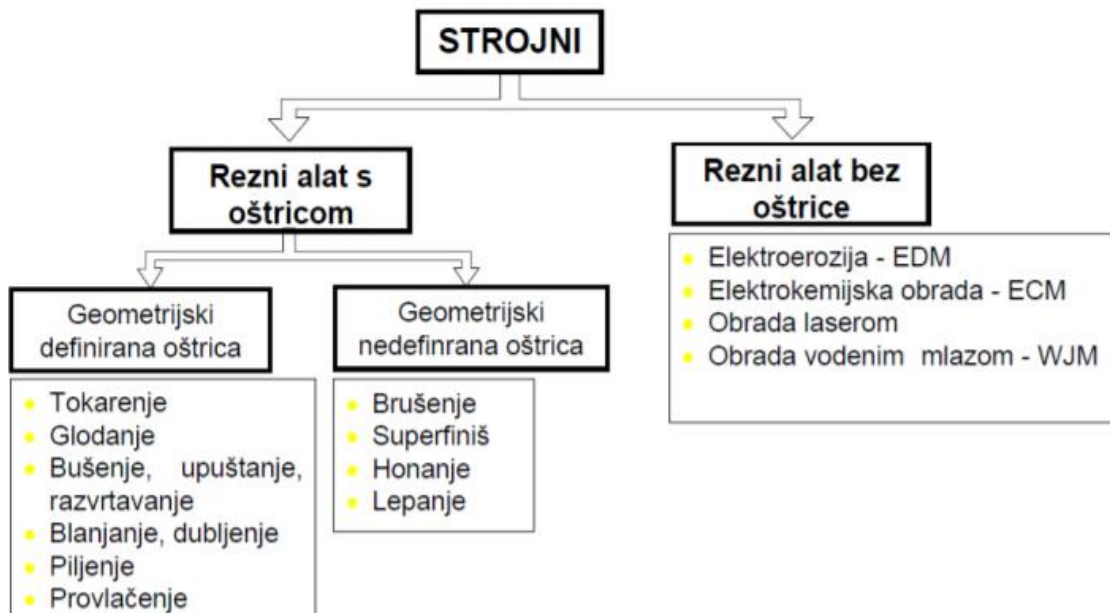 STROJNI
Rezni alat s
oštricom
Rezni alat bez
oštrice
Elektroerozija - EDM
Elektrokemijska obrada - ECM
Obrada laserom
Obrada vodenim mlazom - WJM
Geometrijski
definirana oštrica
Geometrijski
nedefinrana oštrica
Tokarenje
Glodanje
Bušenje, upuštanje,
razvrtavanje
Blanjanje, dubljenje
Piljenje
Provlačenje
Brušenje
Superfiniš
Honanje
Lepanje